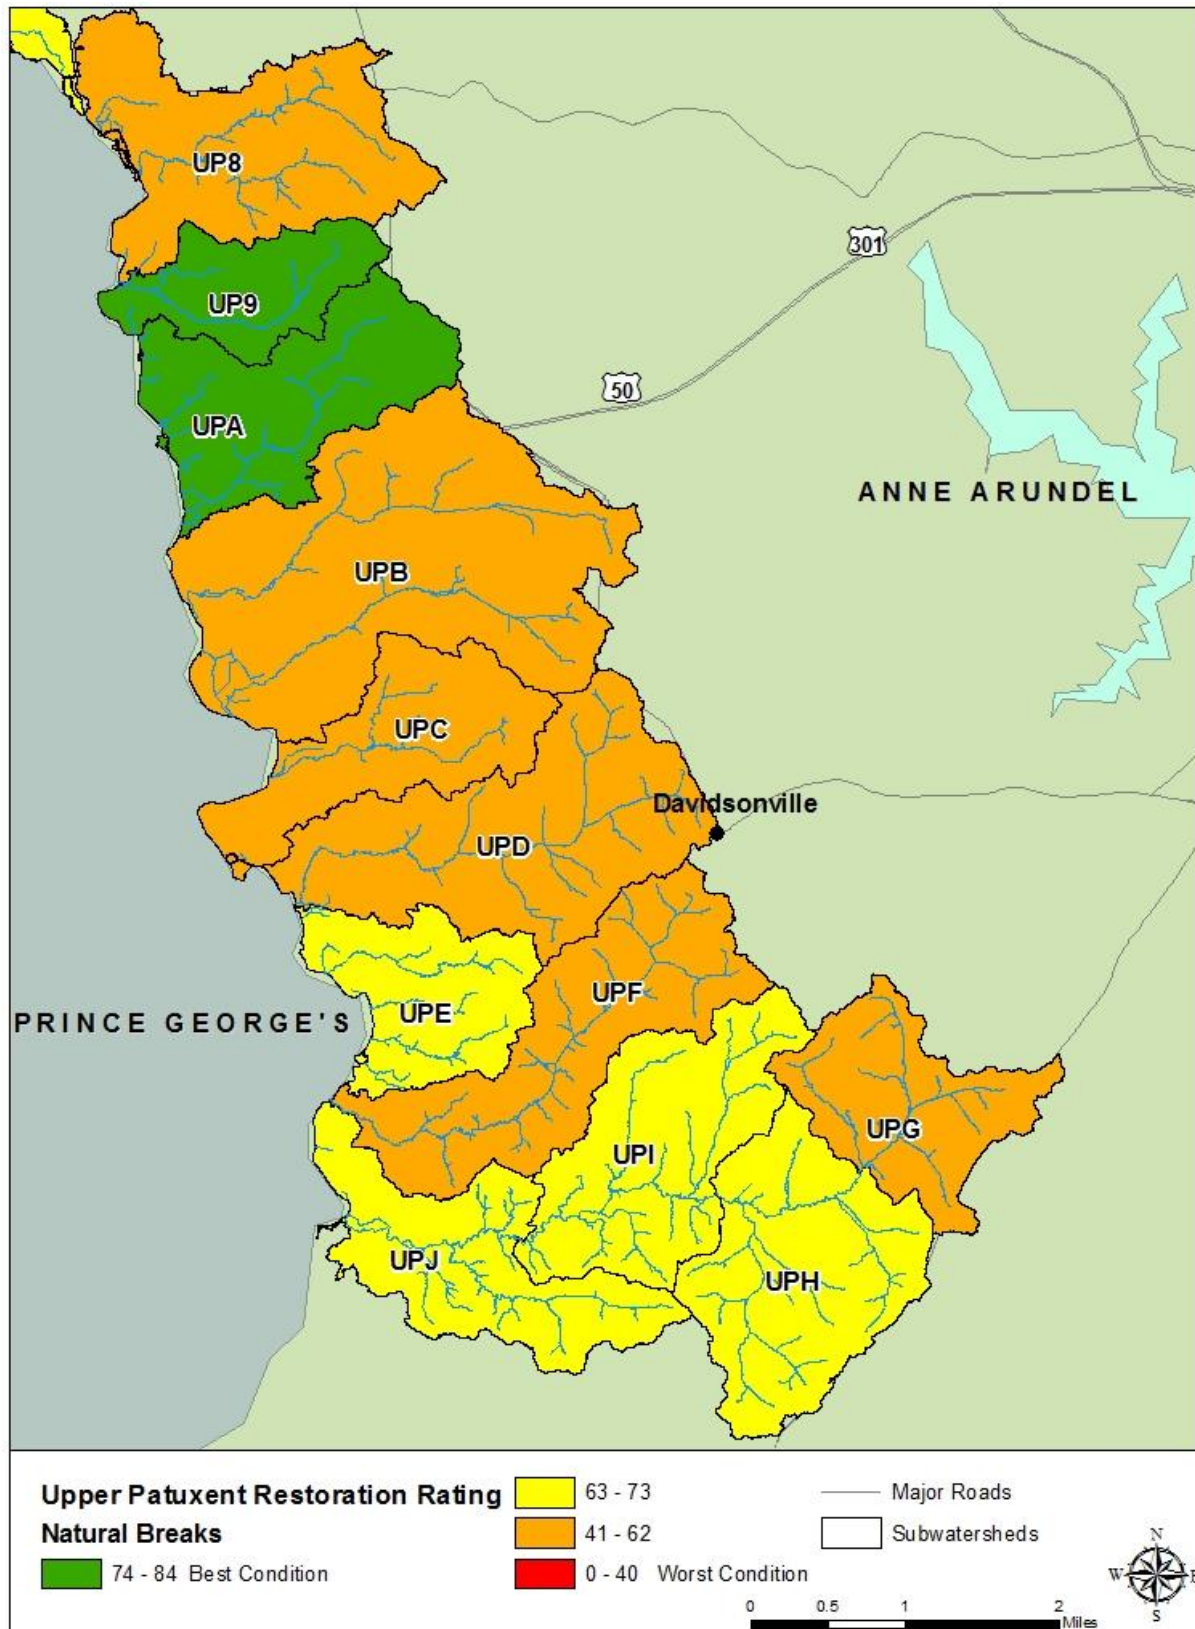 UP8
301
UP9
50
UPA
ANNE ARUNDEL
UPB
UPC
Davidsonville
UPD
UPF
UPE
PRINCE GEORGE'S
UPG
UPI
UPJ
UPH
Upper Patuxent Restoration Rating
Natural Breaks
74 - 84 Best Condition
63 - 73
41 - 62
0 - 40 Worst Condition
Major Roads
Subwatersheds
N
W E
S
0 0.5 1 2
Miles